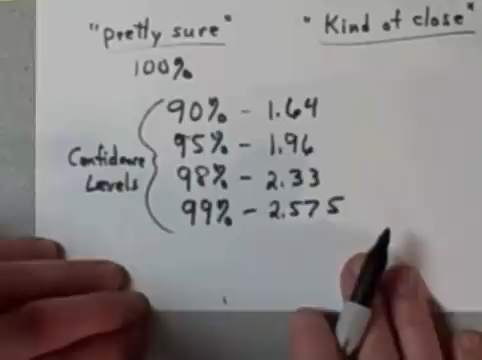 "Pretty sure"
"Kind of close"
100%
90% - 1.64
95% - 1.96
98% - 2.33
99% - 2.575
Confidence
Levels